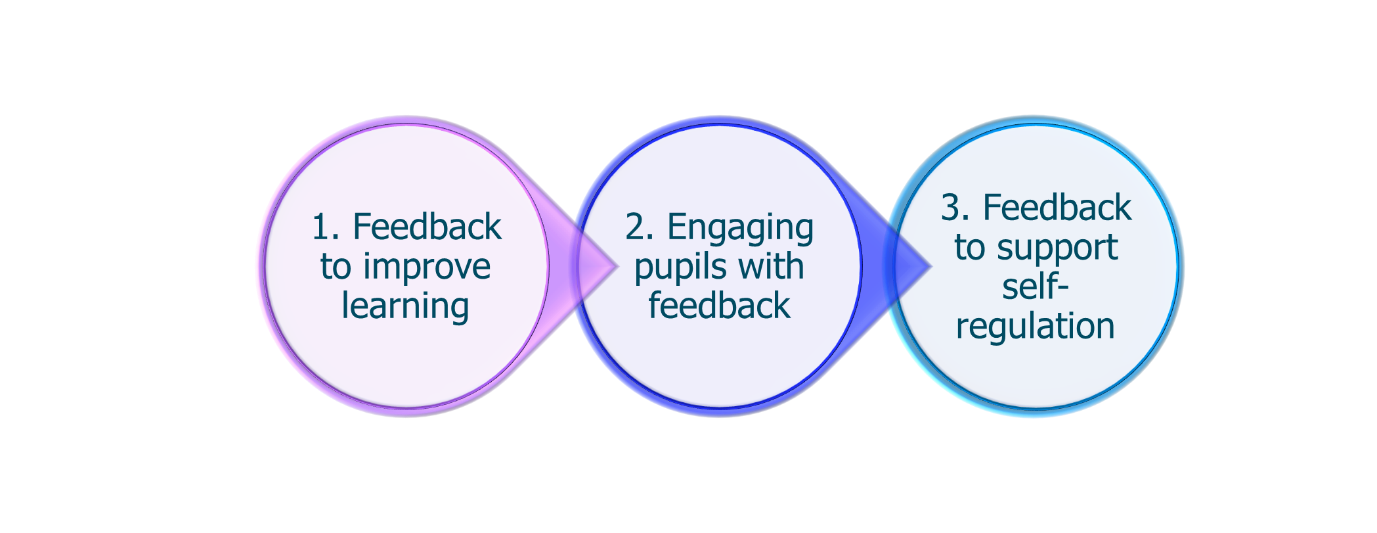 1. Feedback
to improve
learning
2. Engaging
pupils with
feedback
3. Feedback
to support
self-
regulation